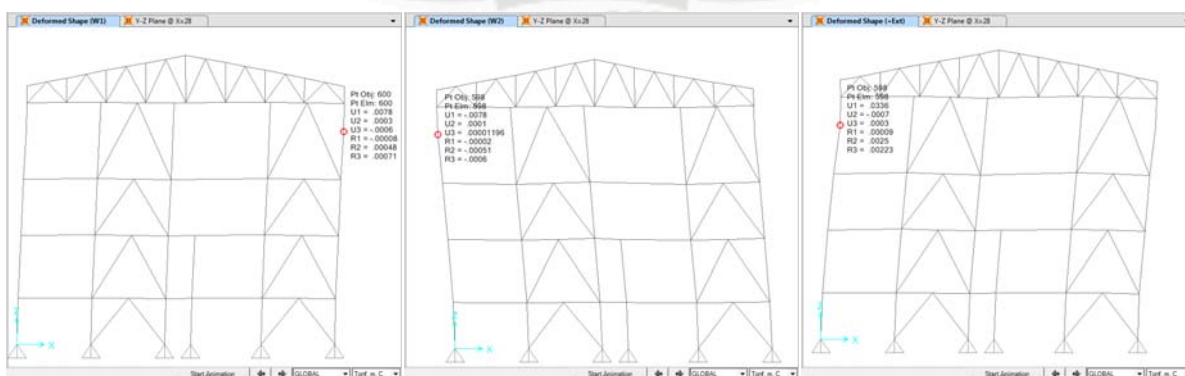 Deformed Shape (W1)
Y-Z Plane @ X=28
Pt Obj: 600
Pt Elm: 600
U1 = .0078
U2 = .0003
U3 = -.0006
R1 = -.00008
R2 = .00048
R3 = .00071
Z
X
Start Animation
GLOBAL
Tonf, m, C
Deformed Shape (W2)
Y-Z Plane @ X=28
Pt Obj: 598
Pt Elm: 598
U1 = -.0078
U2 = .0001
U3 = .00001196
R1 = -.00002
R2 = -.00051
R3 = -.0006
Z
X
Start Animation
GLOBAL
Tonf, m, C
Deformed Shape (+Ext)
Y-Z Plane @ X=28
Pt Obj: 598
Pt Elm: 598
U1 = .0336
U2 = -.0007
U3 = .0003
R1 = .00009
R2 = .0025
R3 = .00223
Z
X
Start Animation
GLOBAL
Tonf, m, C